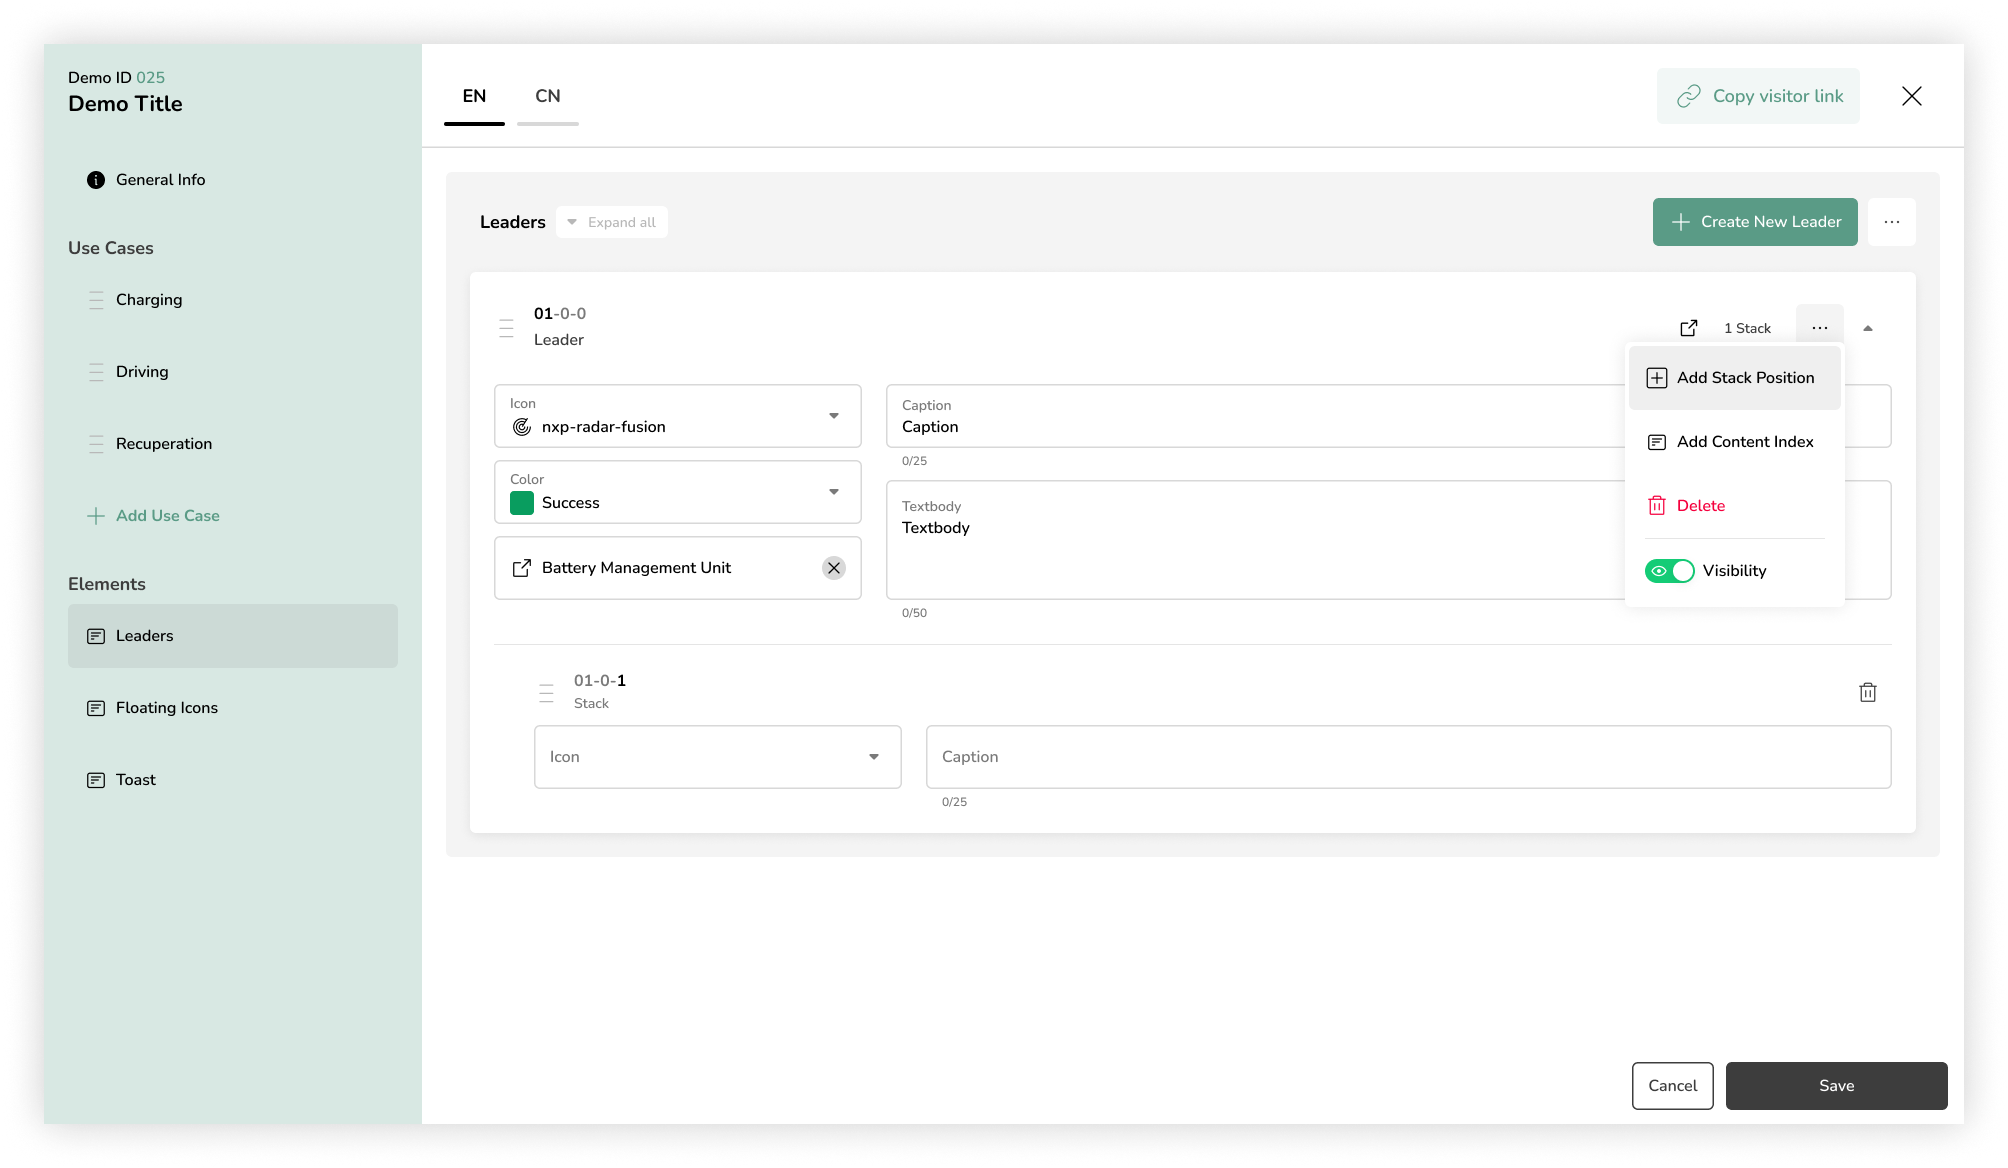 Demo ID 025
Demo Title
General Info
Use Cases
Charging
Driving
Recuperation
Add Use Case
Elements
Leaders
Floating Icons
Toast
EN
CN
Copy visitor link
Leaders
Expand all
Create New Leader
01-0-0
Leader
1 Stack
Add Stack Position
Add Content Index
Delete
Visibility
Icon
nxp-radar-fusion
Color
Success
Battery Management Unit
Caption
Caption
0/25
Textbody
Textbody
0/50
01-0-1
Stack
Icon
Caption
0/25
Cancel
Save